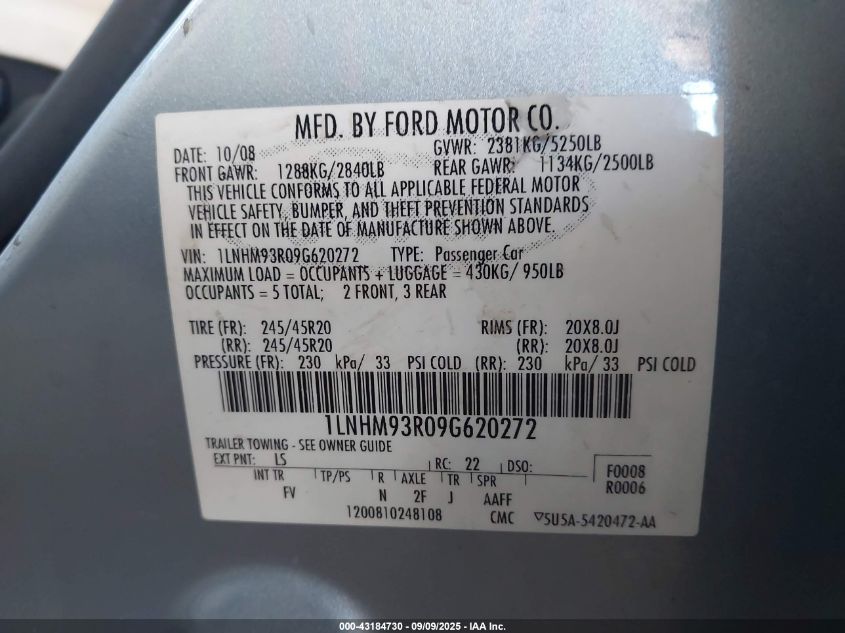 MFD. BY FORD MOTOR CO.
DATE: 10/08 GVWR: 2381KG/5250LB
FRONT GAWR: 1288KG/2840LB REAR GAWR: 1134KG/2500LB
THIS VEHICLE CONFORMS TO ALL APPLICABLE FEDERAL MOTOR
VEHICLE SAFETY, BUMPER, AND THEFT PREVENTION STANDARDS
IN EFFECT ON THE DATE OF MANUFACTURE SHOWN ABOVE.
VIN: 1LNHM93R09G620272 TYPE: Passenger Car
MAXIMUM LOAD = OCCUPANTS + LUGGAGE = 430KG/ 950LB
OCCUPANTS = 5 TOTAL; 2 FRONT, 3 REAR
TIRE (FR): 245/45R20 RIMS (FR): 20X8.0J
(RR): 245/45R20 (RR): 20X8.0J
PRESSURE (FR): 230 kPa/ 33 PSI COLD (RR): 230 kPa/ 33 PSI COLD
1LNHM93R09G620272
TRAILER TOWING - SEE OWNER GUIDE
EXT PNT: LS RC: 22 DSO: F0008
INT TR TP/PS R AXLE TR SPR R0006
FV N 2F J AAFF
1200810248108 CMC ▽5U5A-5420472-AA
000-43184730 - 09/09/2025 - IAA Inc.